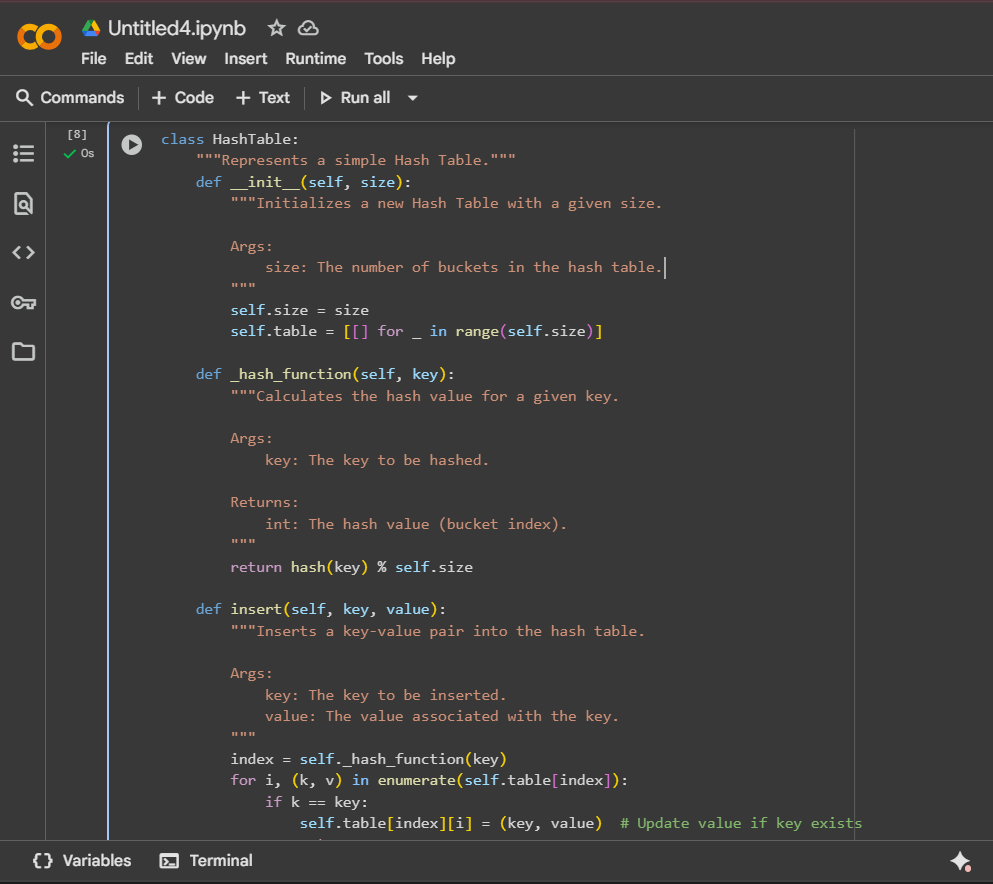 Untitled4.ipynb
File Edit View Insert Runtime Tools Help
Commands + Code + Text Run all
[8]
0s
class HashTable:
    """Represents a simple Hash Table."""
    def __init__(self, size):
        """Initializes a new Hash Table with a given size.

        Args:
            size: The number of buckets in the hash table.
        """
        self.size = size
        self.table = [[] for _ in range(self.size)]

    def _hash_function(self, key):
        """Calculates the hash value for a given key.

        Args:
            key: The key to be hashed.

        Returns:
            int: The hash value (bucket index).
        """
        return hash(key) % self.size

    def insert(self, key, value):
        """Inserts a key-value pair into the hash table.

        Args:
            key: The key to be inserted.
            value: The value associated with the key.
        """
        index = self._hash_function(key)
        for i, (k, v) in enumerate(self.table[index]):
            if k == key:
                self.table[index][i] = (key, value)  # Update value if key exists
Variables Terminal